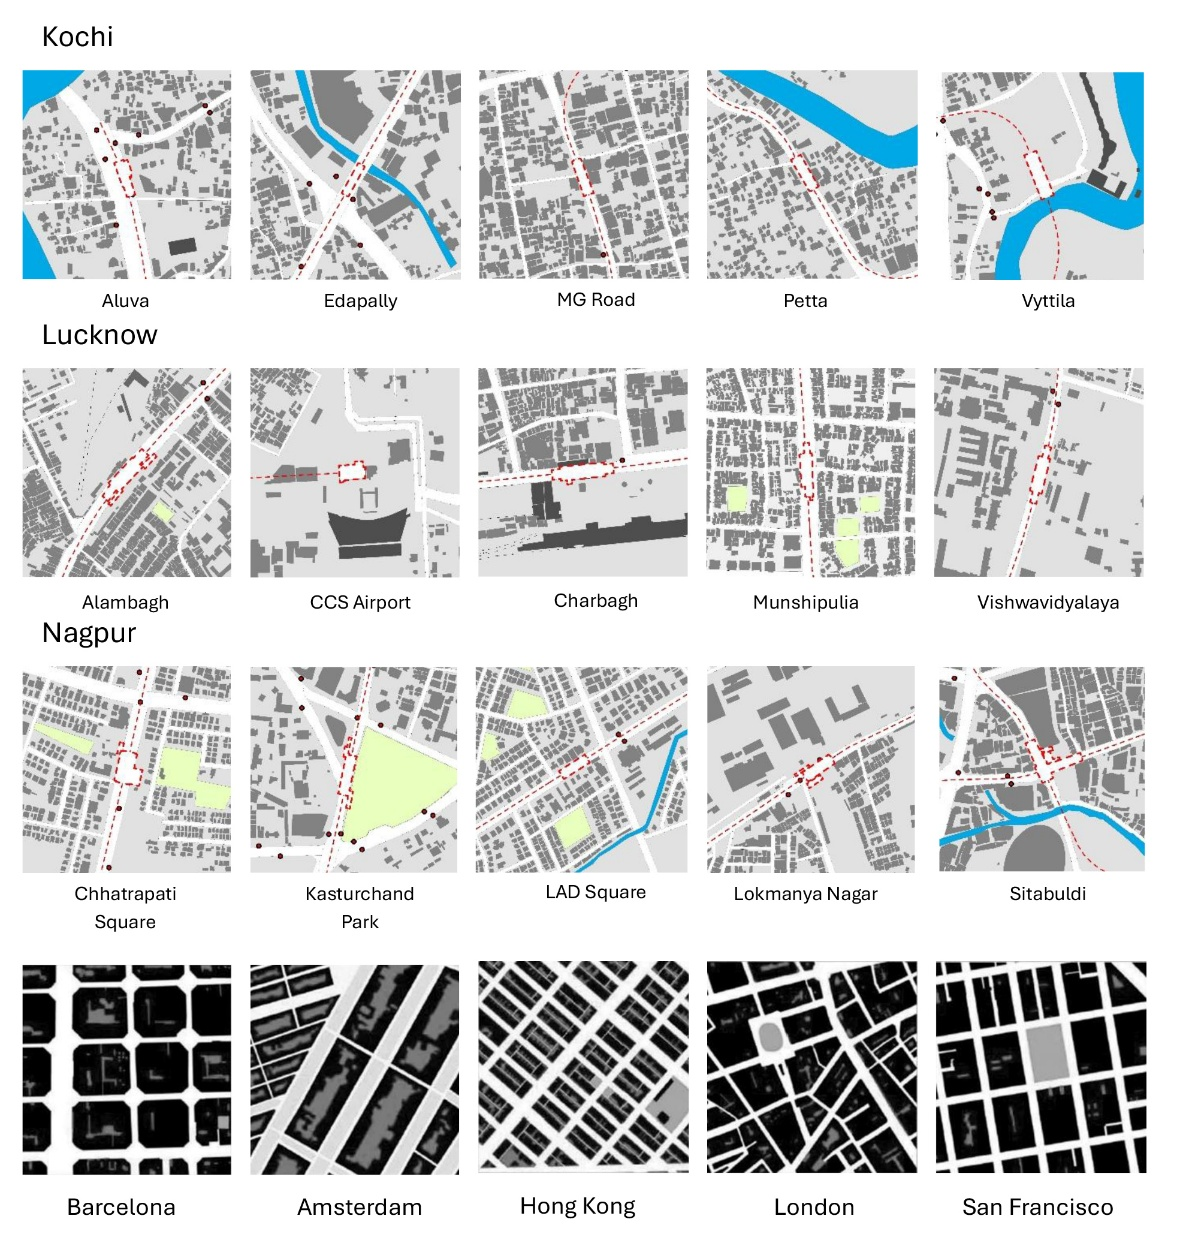 Kochi
Aluva
Edapally
MG Road
Petta
Vyttila
Lucknow
Alambagh
CCS Airport
Charbagh
Munshipulia
Vishwavidyalaya
Nagpur
Chhatrapati
Square
Kasturchand
Park
LAD Square
Lokmanya Nagar
Sitabuldi
Barcelona
Amsterdam
Hong Kong
London
San Francisco